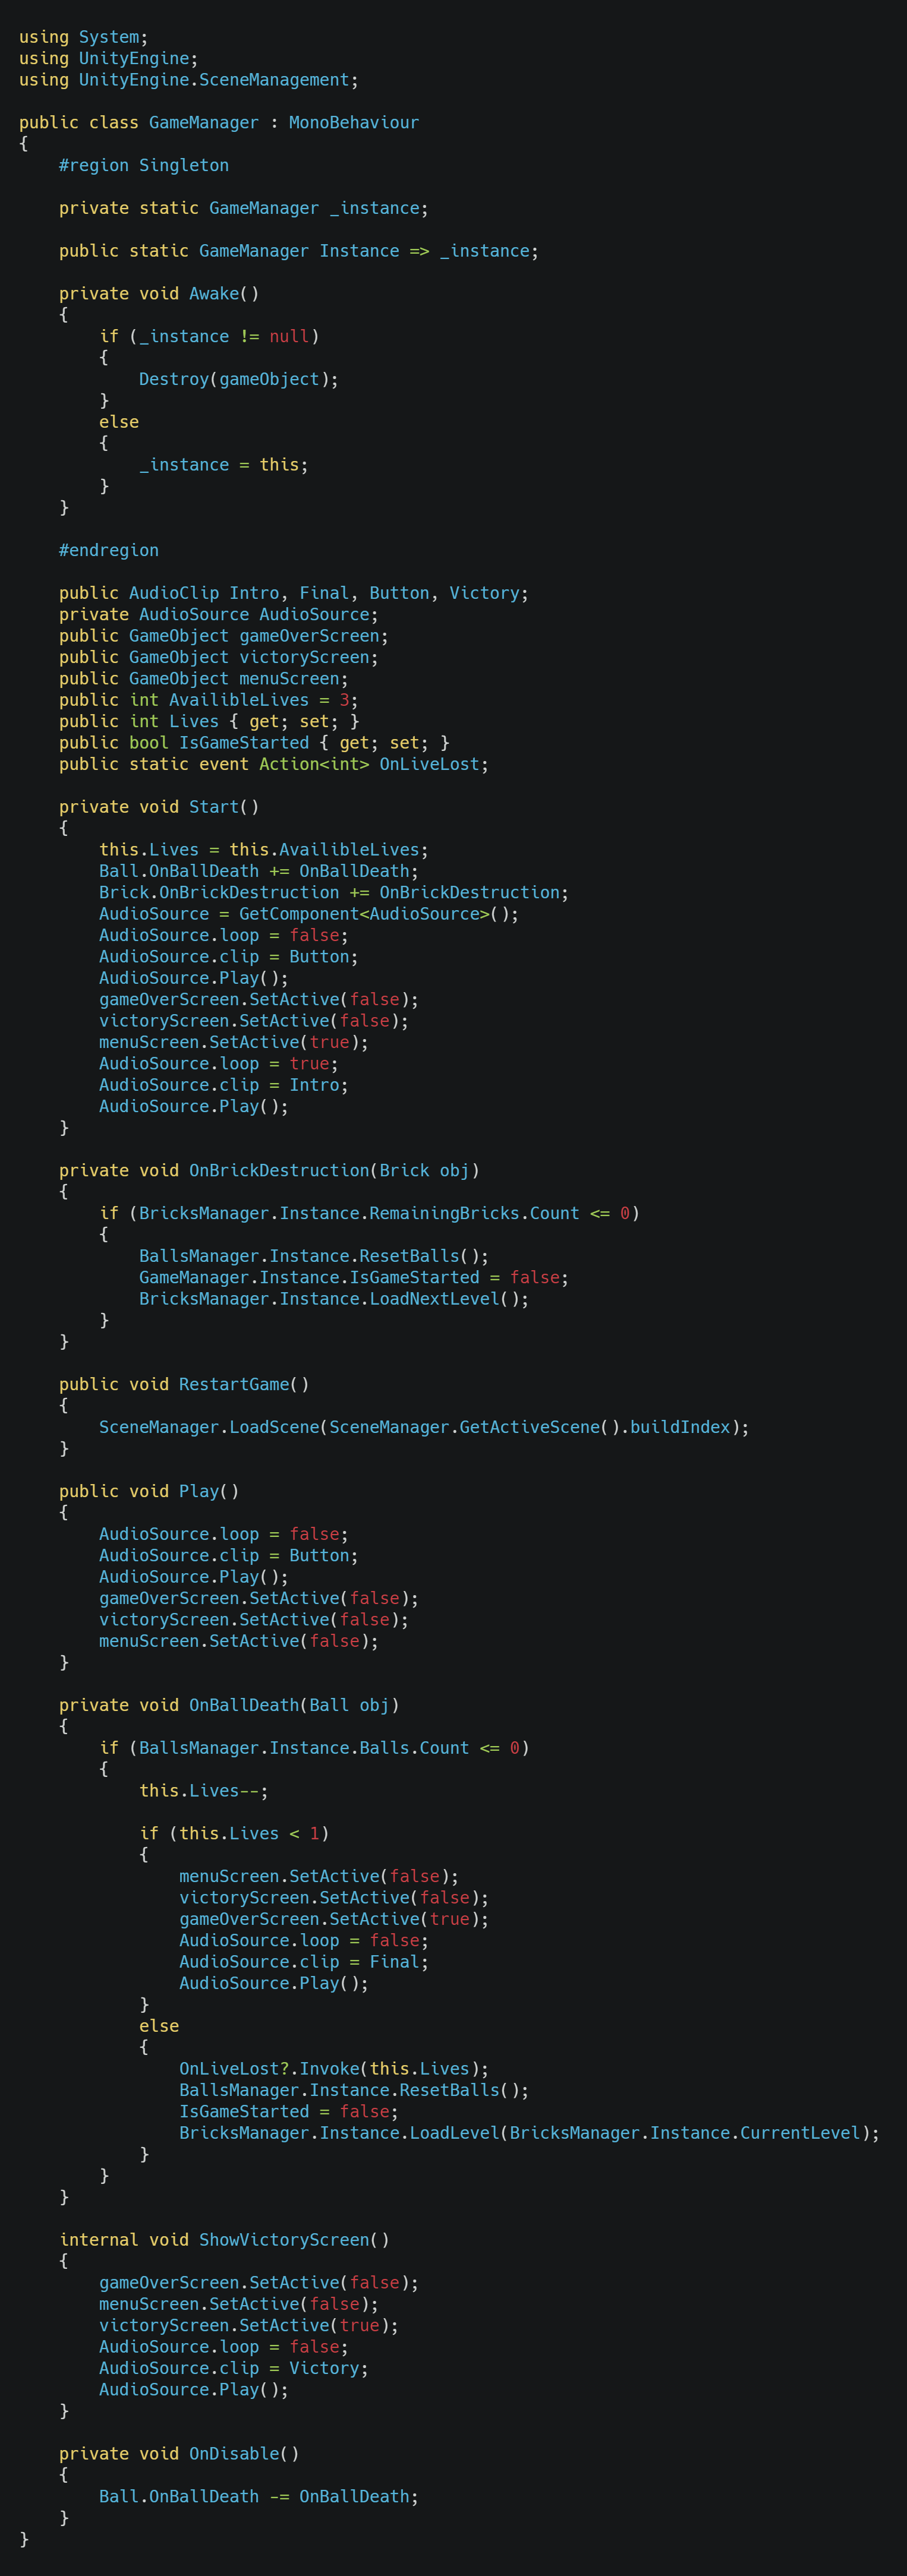 using System;
using UnityEngine;
using UnityEngine.SceneManagement;

public class GameManager : MonoBehaviour
{
    #region Singleton

    private static GameManager _instance;

    public static GameManager Instance => _instance;

    private void Awake()
    {
        if (_instance != null)
        {
            Destroy(gameObject);
        }
        else
        {
            _instance = this;
        }
    }

    #endregion

    public AudioClip Intro, Final, Button, Victory;
    private AudioSource AudioSource;
    public GameObject gameOverScreen;
    public GameObject victoryScreen;
    public GameObject menuScreen;
    public int AvailibleLives = 3;
    public int Lives { get; set; }
    public bool IsGameStarted { get; set; }
    public static event Action<int> OnLiveLost;

    private void Start()
    {
        this.Lives = this.AvailibleLives;
        Ball.OnBallDeath += OnBallDeath;
        Brick.OnBrickDestruction += OnBrickDestruction;
        AudioSource = GetComponent<AudioSource>();
        AudioSource.loop = false;
        AudioSource.clip = Button;
        AudioSource.Play();
        gameOverScreen.SetActive(false);
        victoryScreen.SetActive(false);
        menuScreen.SetActive(true);
        AudioSource.loop = true;
        AudioSource.clip = Intro;
        AudioSource.Play();
    }

    private void OnBrickDestruction(Brick obj)
    {
        if (BricksManager.Instance.RemainingBricks.Count <= 0)
        {
            BallsManager.Instance.ResetBalls();
            GameManager.Instance.IsGameStarted = false;
            BricksManager.Instance.LoadNextLevel();
        }
    }

    public void RestartGame()
    {
        SceneManager.LoadScene(SceneManager.GetActiveScene().buildIndex);
    }

    public void Play()
    {
        AudioSource.loop = false;
        AudioSource.clip = Button;
        AudioSource.Play();
        gameOverScreen.SetActive(false);
        victoryScreen.SetActive(false);
        menuScreen.SetActive(false);
    }

    private void OnBallDeath(Ball obj)
    {
        if (BallsManager.Instance.Balls.Count <= 0)
        {
            this.Lives--;

            if (this.Lives < 1)
            {
                menuScreen.SetActive(false);
                victoryScreen.SetActive(false);
                gameOverScreen.SetActive(true);
                AudioSource.loop = false;
                AudioSource.clip = Final;
                AudioSource.Play();
            }
            else
            {
                OnLiveLost?.Invoke(this.Lives);
                BallsManager.Instance.ResetBalls();
                IsGameStarted = false;
                BricksManager.Instance.LoadLevel(BricksManager.Instance.CurrentLevel);
            }
        }
    }

    internal void ShowVictoryScreen()
    {
        gameOverScreen.SetActive(false);
        menuScreen.SetActive(false);
        victoryScreen.SetActive(true);
        AudioSource.loop = false;
        AudioSource.clip = Victory;
        AudioSource.Play();
    }

    private void OnDisable()
    {
        Ball.OnBallDeath -= OnBallDeath;
    }
}